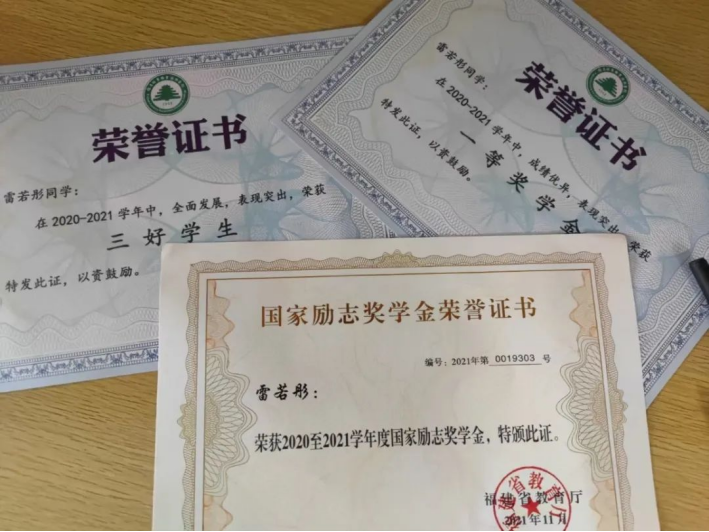 荣誉证书
雷若彤同学：
在2020-2021学年中，全面发展，表现突出，荣获
三好学生
特发此证，以资鼓励。
荣誉证书
雷若彤同学：
在2020-2021学年中，成绩优异，表现突出，荣获
一等奖学金
特发此证，以资鼓励。
国家励志奖学金荣誉证书
编号：2021年第 0019303 号
雷若彤：
荣获2020至2021学年度国家励志奖学金，特颁此证。
福建省教育厅
2021年11月
省教育厅